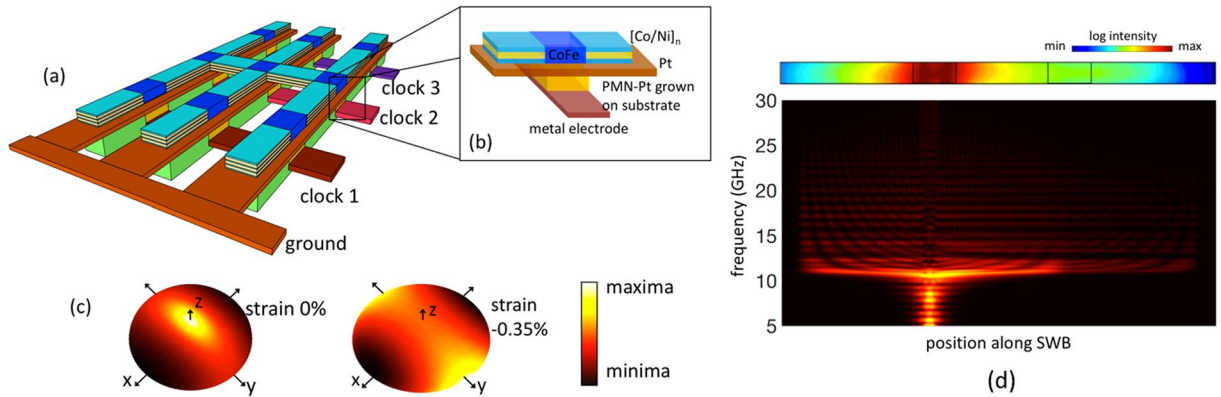 (a)
clock 3
clock 2
clock 1
ground
[Co/Ni]n
CoFe
Pt
PMN-Pt grown
on substrate
metal electrode
(b)
(c)
z
strain 0%
x
y
z
strain
-0.35%
x
y
maxima
minima
log intensity
min
max
30
25
20
15
10
5
frequency (GHz)
position along SWB
(d)